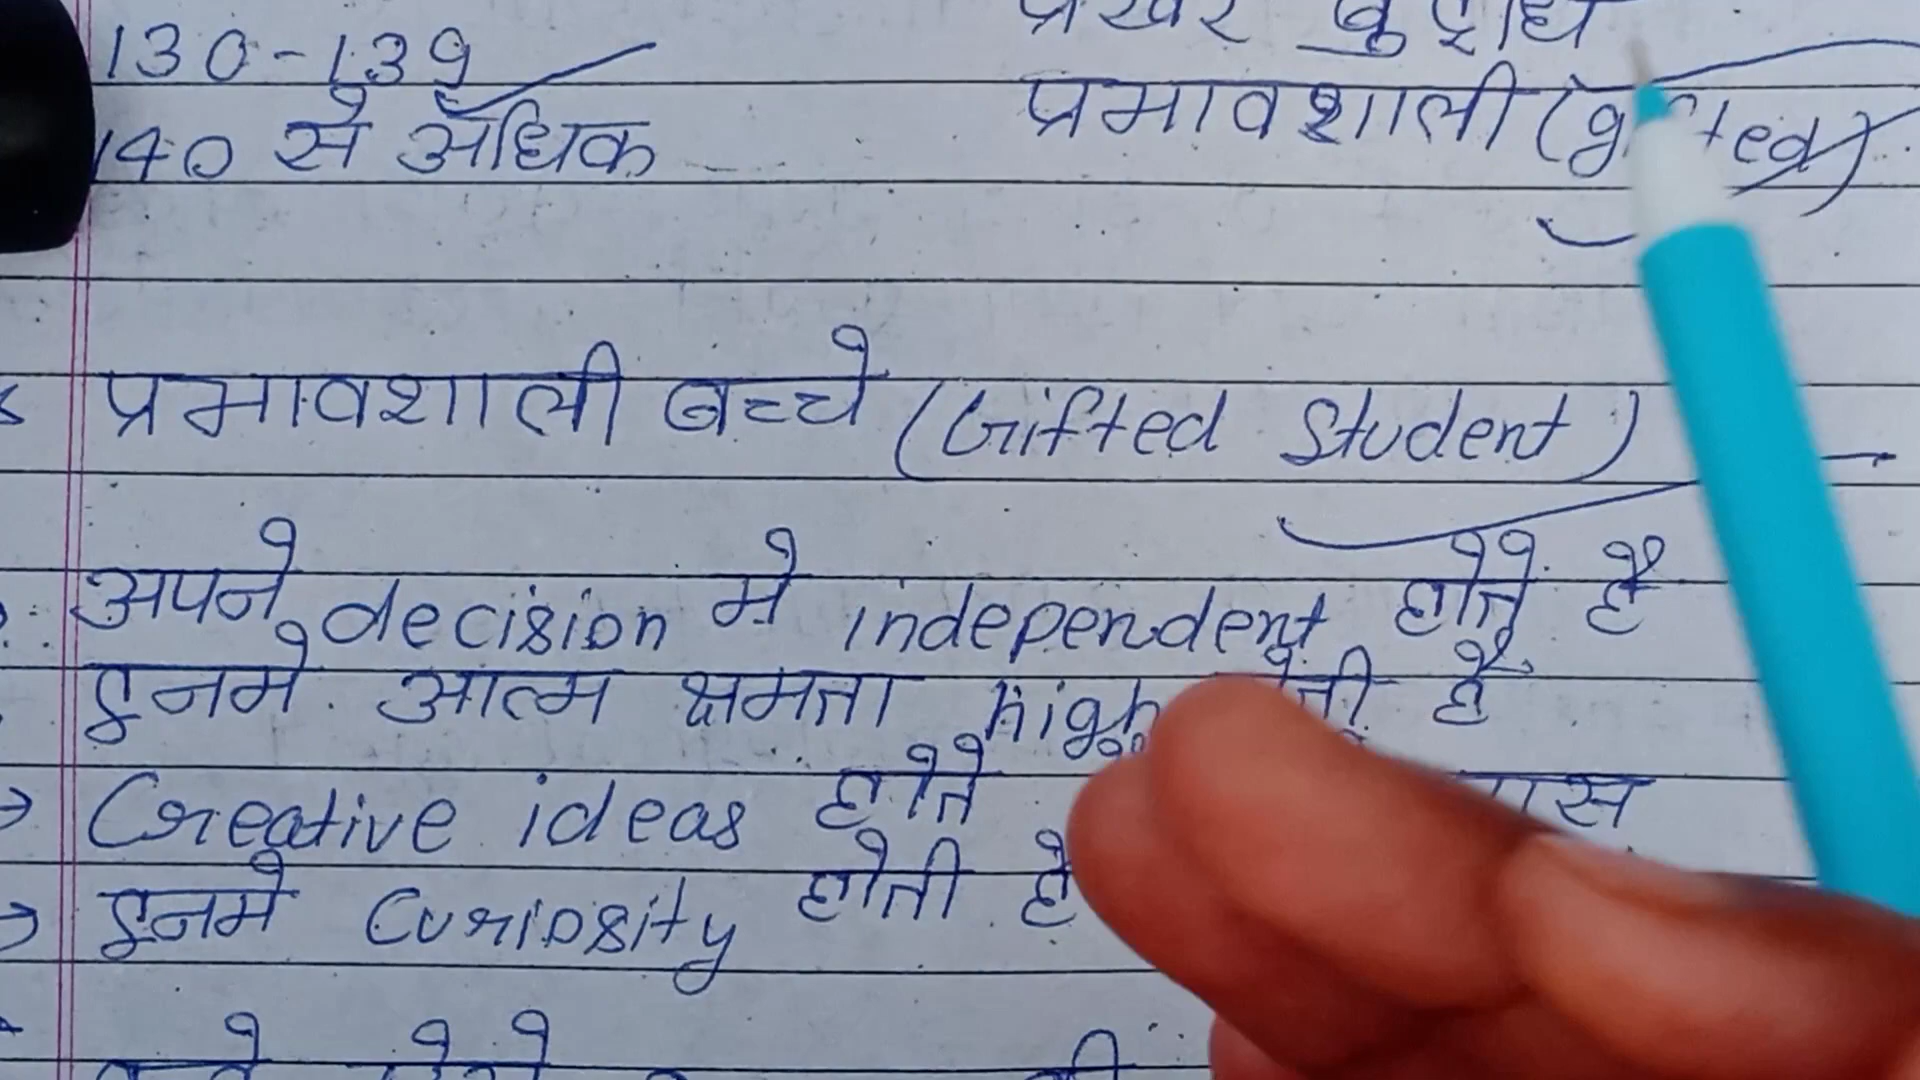 130-139 प्रखर बुद्धि
140 से अधिक प्रभावशाली (gifted)
प्रभावशाली बच्चे (Gifted Student) →
अपने decision मे independent होते है
इनमे आत्म क्षमता high होती है
→ Creative ideas होते
→ इनमे Curiosity होती है